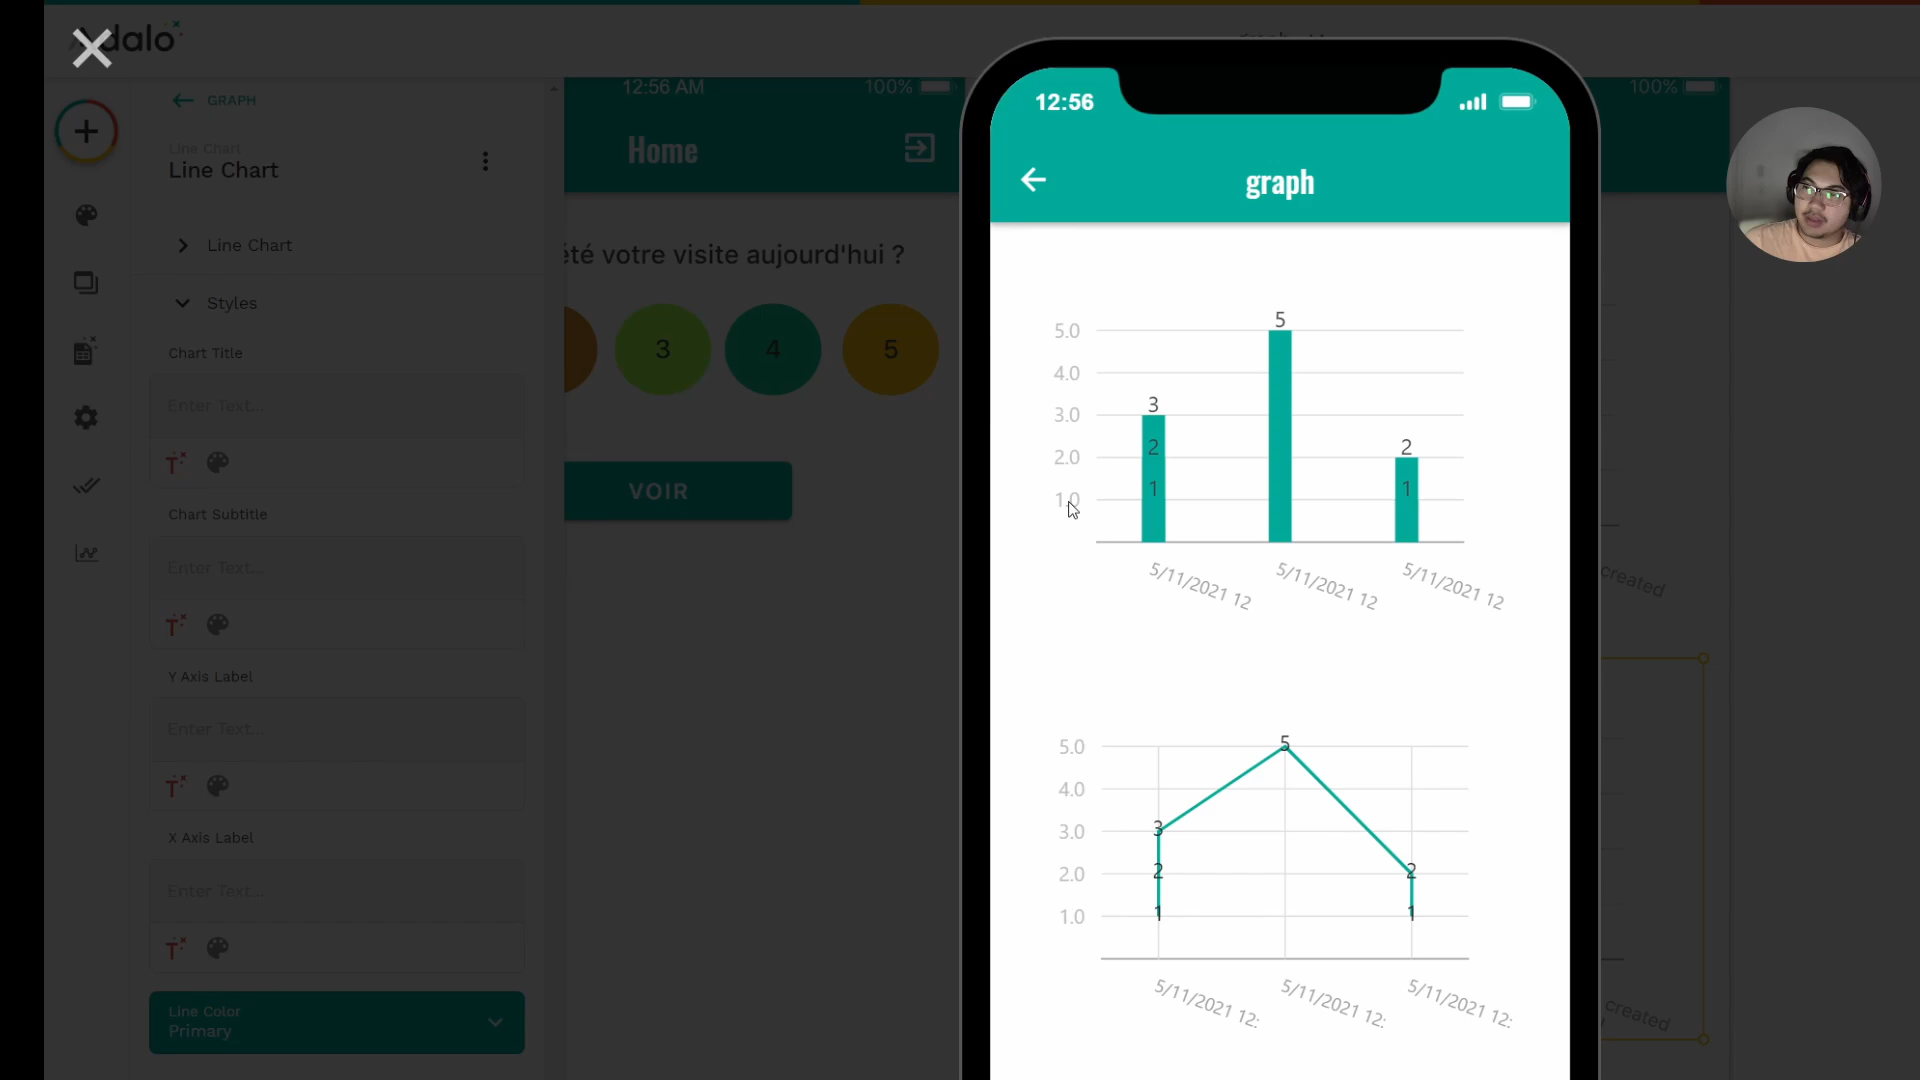 dalo
GRAPH
Line Chart
Line Chart
Line Chart
Styles
Chart Title
Enter Text...
Chart Subtitle
Enter Text...
Y Axis Label
Enter Text...
X Axis Label
Enter Text...
Line Color
Primary
12:56 AM
100%
Home
été votre visite aujourd'hui ?
3
4
5
VOIR
12:56
graph
5.0
4.0
3.0
2.0
1.0
3
2
1
5
2
1
5/11/2021 12
5/11/2021 12
5/11/2021 12
5.0
4.0
3.0
2.0
1.0
3
2
1
5
2
1
5/11/2021 12:
5/11/2021 12:
5/11/2021 12:
100%
created
created